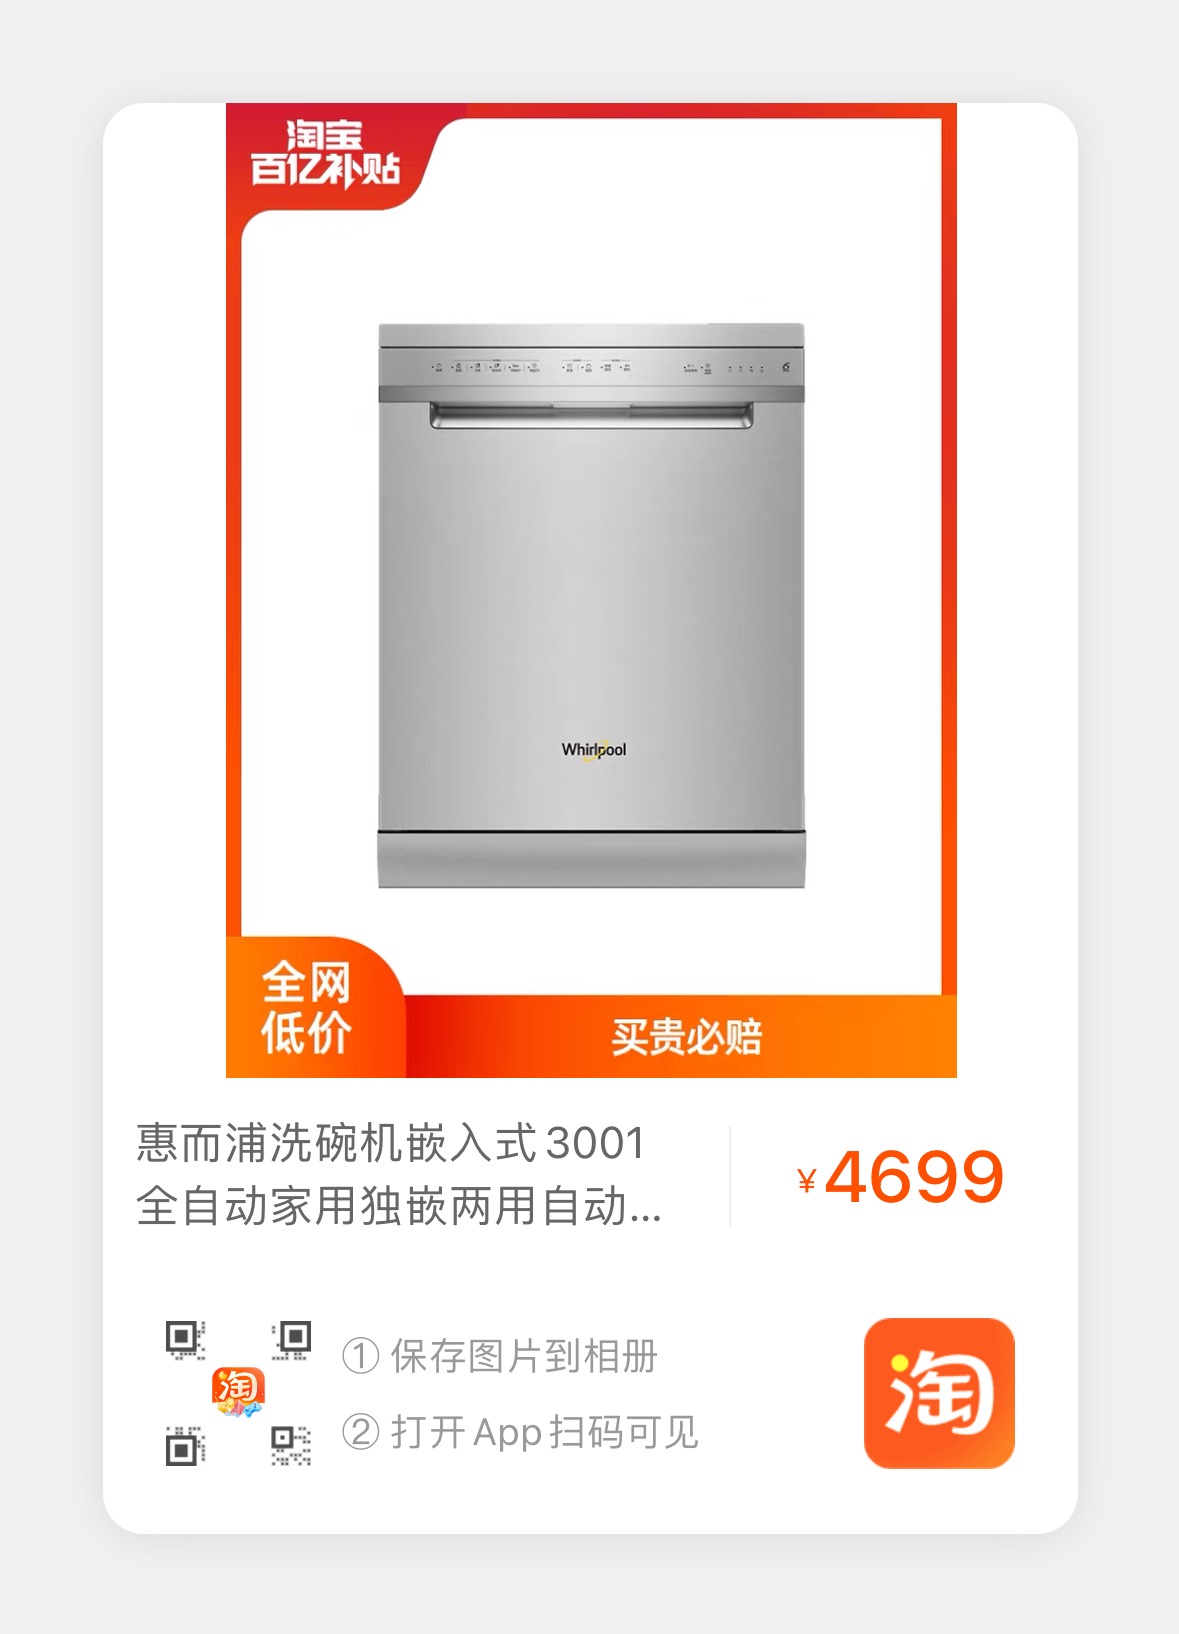 淘宝
百亿补贴
Whirlpool
全网
低价
买贵必赔
惠而浦洗碗机嵌入式3001
全自动家用独嵌两用自动...
¥4699
① 保存图片到相册
② 打开App扫码可见
淘
淘